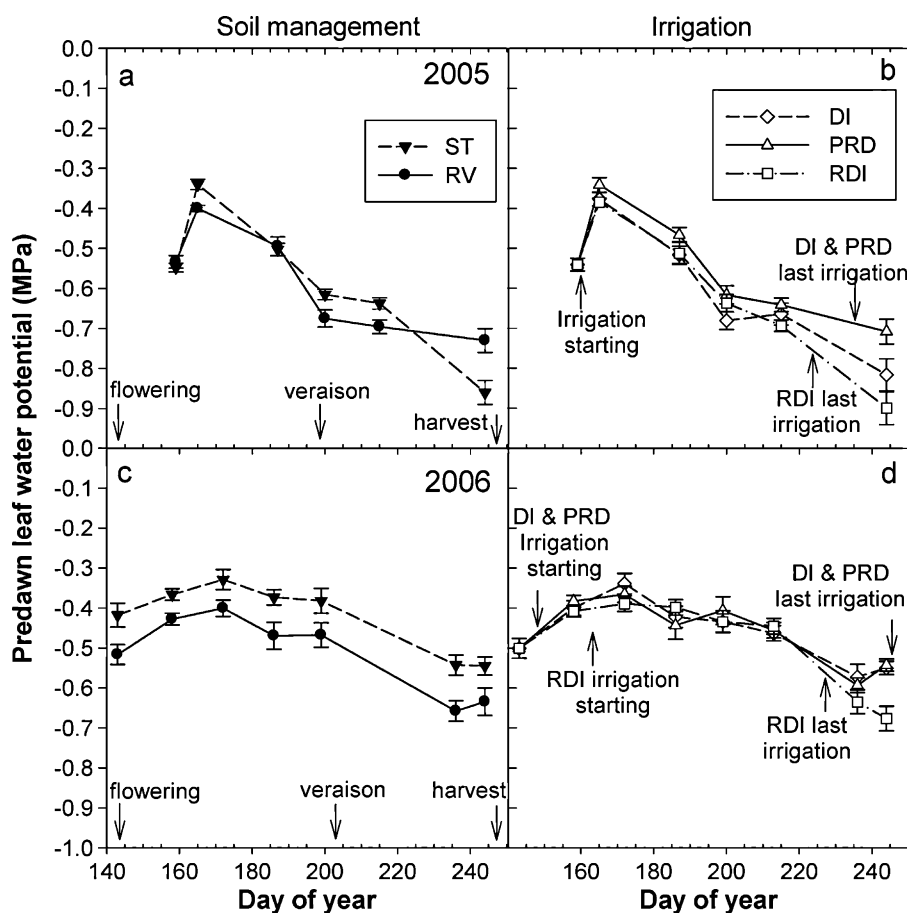 Soil management
Irrigation
0.0
-0.1
-0.2
-0.3
-0.4
-0.5
-0.6
-0.7
-0.8
-0.9
0.0
-0.1
-0.2
-0.3
-0.4
-0.5
-0.6
-0.7
-0.8
-0.9
-1.0
Predawn leaf water potential (MPa)
a
2005
ST
RV
flowering
veraison
harvest
b
DI
PRD
RDI
DI & PRD
last irrigation
Irrigation
starting
RDI last
irrigation
c
2006
flowering
veraison
harvest
d
DI & PRD
Irrigation
starting
DI & PRD
last irrigation
RDI irrigation
starting
RDI last
irrigation
140 160 180 200 220 240
160 180 200 220 240
Day of year
Day of year